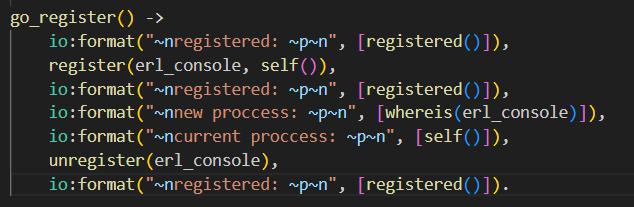 go_register() ->
    io:format("~nregistered: ~p~n", [registered()]),
    register(erl_console, self()),
    io:format("~nregistered: ~p~n", [registered()]),
    io:format("~nnew proccess: ~p~n", [whereis(erl_console)]),
    io:format("~ncurrent proccess: ~p~n", [self()]),
    unregister(erl_console),
    io:format("~nregistered: ~p~n", [registered()]).